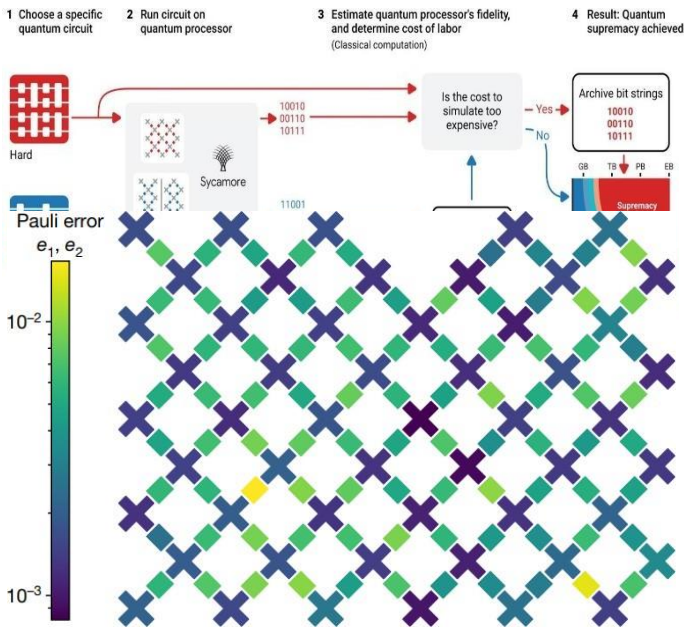 1 Choose a specific
quantum circuit
2 Run circuit on
quantum processor
3 Estimate quantum processor's fidelity,
and determine cost of labor
(Classical computation)
4 Result: Quantum
supremacy achieved
Hard
10010
00110
10111
Sycamore
11001
Is the cost to
simulate too
expensive?
Yes
No
Archive bit strings
10010
00110
10111
GB TB PB EB
Supremacy
Pauli error
e₁, e₂
10⁻²
10⁻³